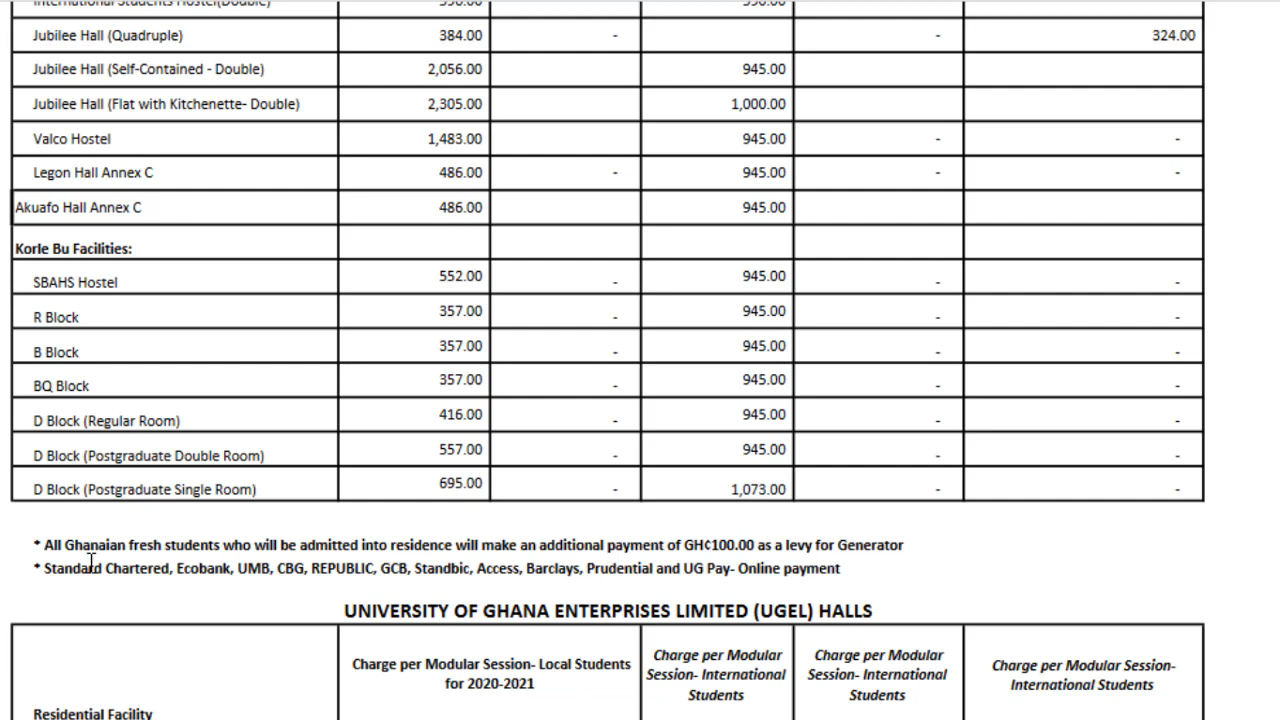 International Students Hostel(Double) 590.00 590.00
Jubilee Hall (Quadruple) 384.00 - - 324.00
Jubilee Hall (Self-Contained - Double) 2,056.00 945.00
Jubilee Hall (Flat with Kitchenette- Double) 2,305.00 1,000.00
Valco Hostel 1,483.00 945.00 - -
Legon Hall Annex C 486.00 - 945.00 - -
Akuafo Hall Annex C 486.00 945.00
Korle Bu Facilities:
SBAHS Hostel 552.00 - 945.00 - -
R Block 357.00 - 945.00 - -
B Block 357.00 - 945.00 - -
BQ Block 357.00 - 945.00 - -
D Block (Regular Room) 416.00 - 945.00 - -
D Block (Postgraduate Double Room) 557.00 - 945.00 - -
D Block (Postgraduate Single Room) 695.00 - 1,073.00 - -
* All Ghanaian fresh students who will be admitted into residence will make an additional payment of GH¢100.00 as a levy for Generator
* Standard Chartered, Ecobank, UMB, CBG, REPUBLIC, GCB, Standbic, Access, Barclays, Prudential and UG Pay- Online payment
UNIVERSITY OF GHANA ENTERPRISES LIMITED (UGEL) HALLS
Residential Facility
Charge per Modular Session- Local Students
for 2020-2021
Charge per Modular
Session- International
Students
Charge per Modular
Session- International
Students
Charge per Modular Session-
International Students